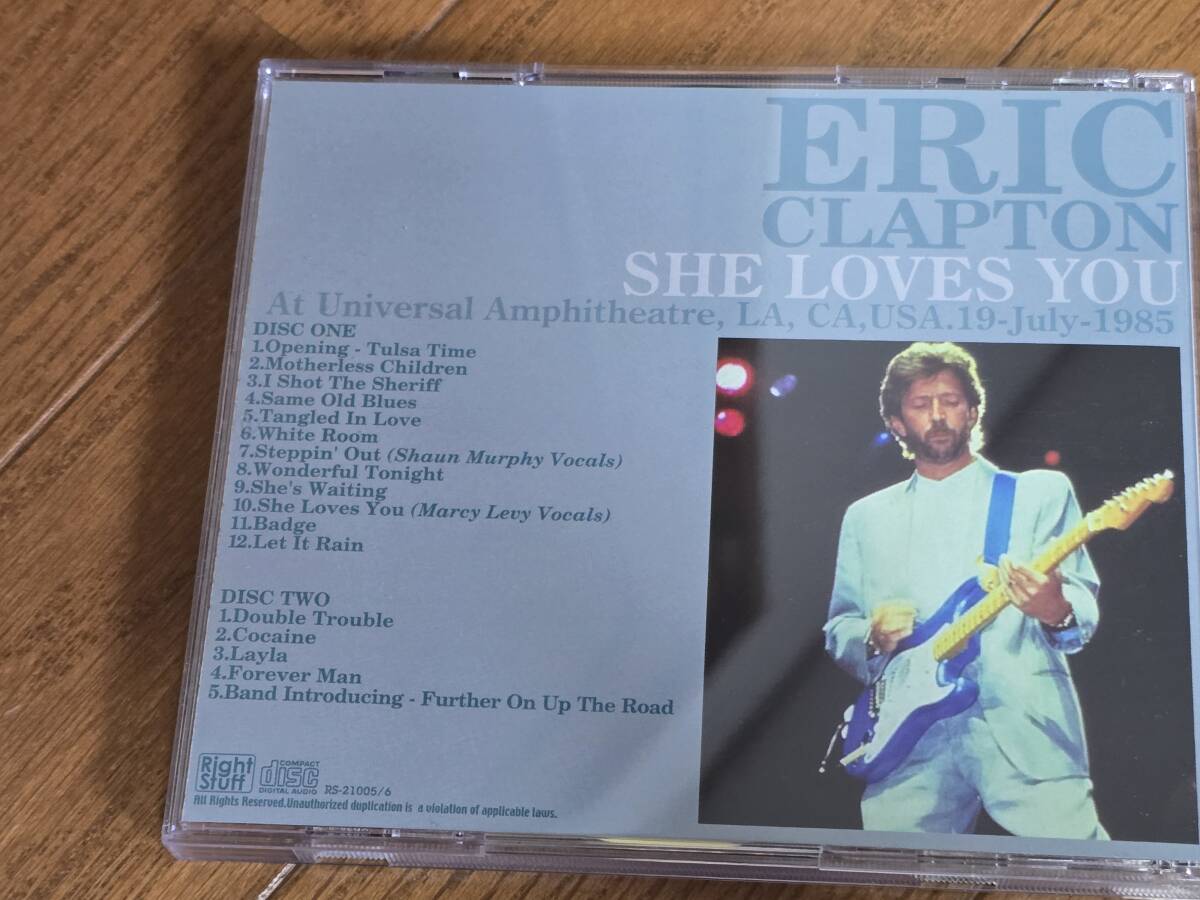 ERIC
CLAPTON
SHE LOVES YOU
At Universal Amphitheatre, LA, CA,USA.19-July-1985
DISC ONE
1.Opening - Tulsa Time
2.Motherless Children
3.I Shot The Sheriff
4.Same Old Blues
5.Tangled In Love
6.White Room
7.Steppin' Out (Shaun Murphy Vocals)
8.Wonderful Tonight
9.She's Waiting
10.She Loves You (Marcy Levy Vocals)
11.Badge
12.Let It Rain
DISC TWO
1.Double Trouble
2.Cocaine
3.Layla
4.Forever Man
5.Band Introducing - Further On Up The Road
Right
Stuff
COMPACT
disc
DIGITAL AUDIO
RS-21005/6
All Rights Reserved.Unauthorized duplication is a violation of applicable laws.